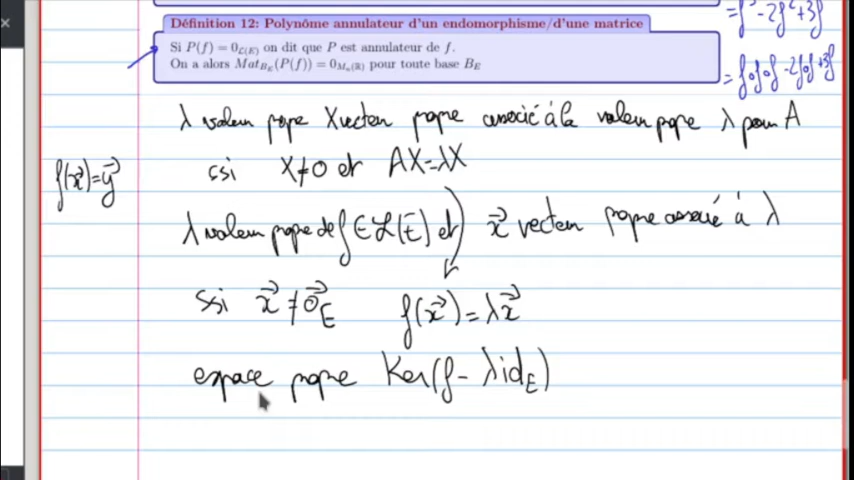 Définition 12: Polynôme annulateur d'un endomorphisme/d'une matrice
Si P(f) = 0_{ℒ(E)} on dit que P est annulateur de f.
On a alors Mat_{B_E}(P(f)) = 0_{M_n(ℝ)} pour toute base B_E
= f³ - 2f² + 3f
= f∘f∘f - 2f∘f + 3f
λ valeur propre X vecteur propre associé à la valeur propre λ pour A
ssi X ≠ 0 et AX = λX
f(x⃗) = y⃗
λ valeur propre de f ∈ ℒ(E) et x⃗ vecteur propre associé à λ
ssi x⃗ ≠ 0⃗_E f(x⃗) = λx⃗
espace propre Ker(f - λid_E)